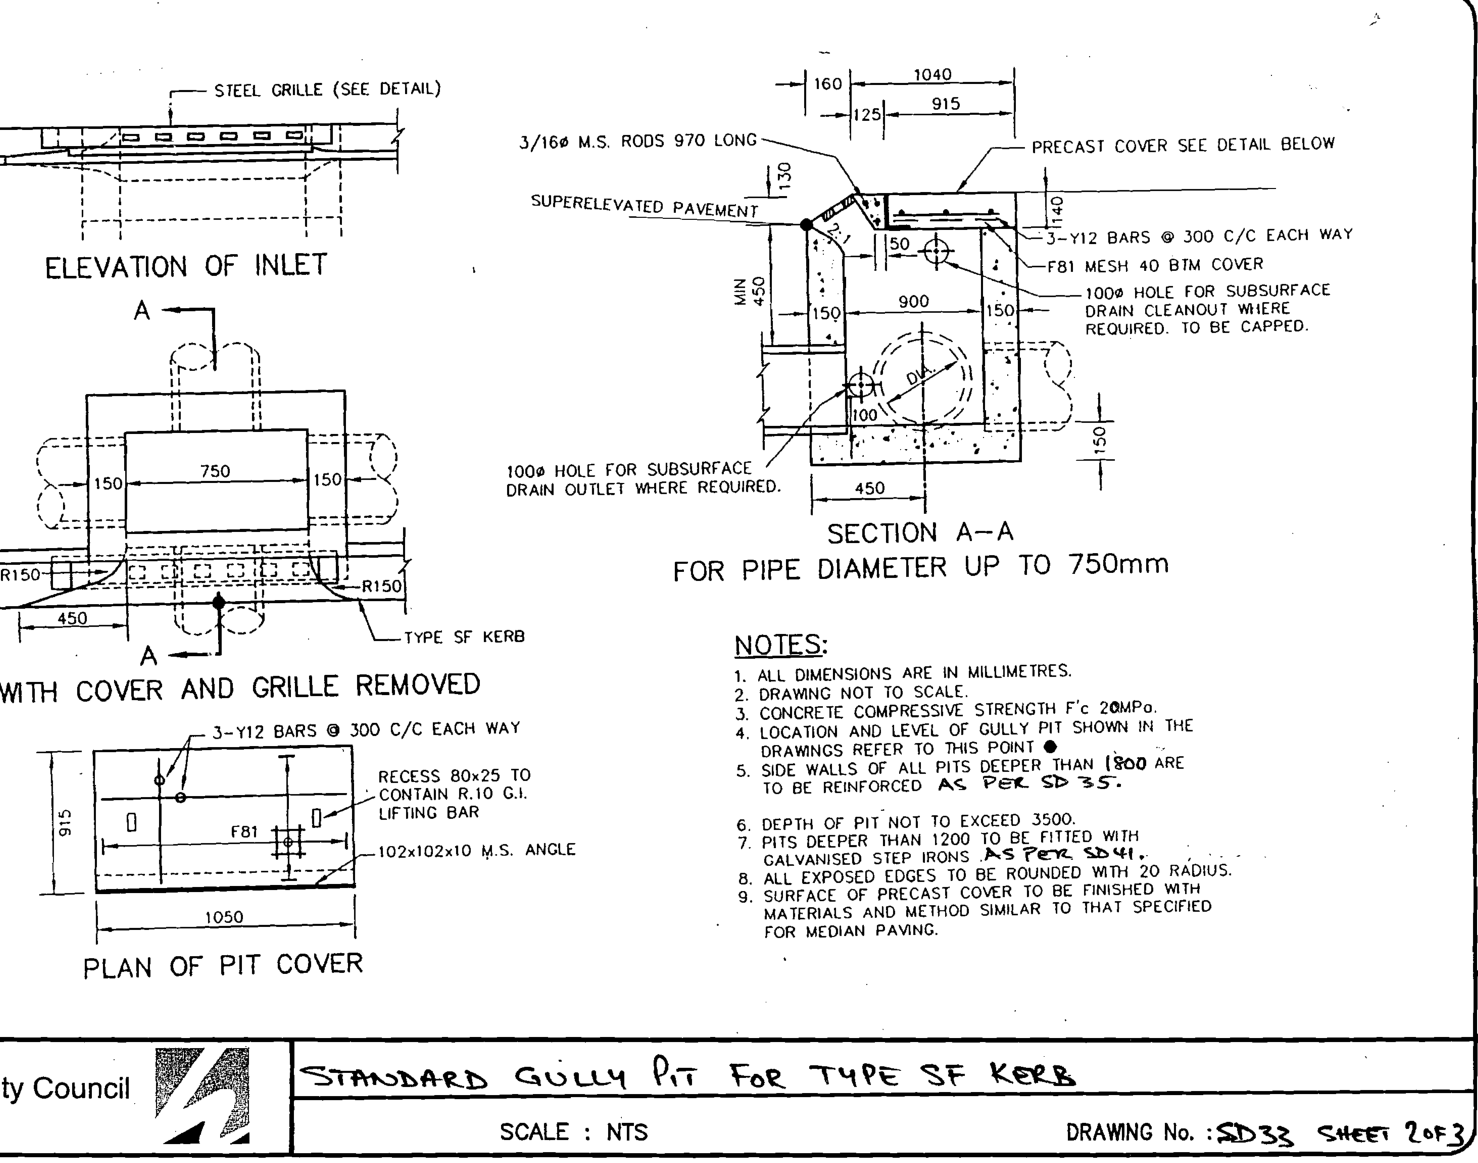 STEEL GRILLE (SEE DETAIL)
ELEVATION OF INLET
A
150
750
150
R150
R150
450
A
TYPE SF KERB
WITH COVER AND GRILLE REMOVED
3-Y12 BARS @ 300 C/C EACH WAY
RECESS 80x25 TO
CONTAIN R.10 G.I.
LIFTING BAR
915
F81
102x102x10 M.S. ANGLE
1050
PLAN OF PIT COVER
160
1040
125
915
3/16ø M.S. RODS 970 LONG
PRECAST COVER SEE DETAIL BELOW
130
SUPERELEVATED PAVEMENT
140
2:1
50
3-Y12 BARS @ 300 C/C EACH WAY
F81 MESH 40 BTM COVER
MIN
450
100ø HOLE FOR SUBSURFACE
DRAIN CLEANOUT WHERE
REQUIRED. TO BE CAPPED.
150
900
150
DIA.
100
150
100ø HOLE FOR SUBSURFACE
DRAIN OUTLET WHERE REQUIRED.
450
SECTION A-A
FOR PIPE DIAMETER UP TO 750mm
NOTES:
1. ALL DIMENSIONS ARE IN MILLIMETRES.
2. DRAWING NOT TO SCALE.
3. CONCRETE COMPRESSIVE STRENGTH F'c 20MPa.
4. LOCATION AND LEVEL OF GULLY PIT SHOWN IN THE
DRAWINGS REFER TO THIS POINT ●
5. SIDE WALLS OF ALL PITS DEEPER THAN 1800 ARE
TO BE REINFORCED AS PER SD 35.
6. DEPTH OF PIT NOT TO EXCEED 3500.
7. PITS DEEPER THAN 1200 TO BE FITTED WITH
GALVANISED STEP IRONS AS PER SD41.
8. ALL EXPOSED EDGES TO BE ROUNDED WITH 20 RADIUS.
9. SURFACE OF PRECAST COVER TO BE FINISHED WITH
MATERIALS AND METHOD SIMILAR TO THAT SPECIFIED
FOR MEDIAN PAVING.
ty Council
STANDARD GULLY PIT FOR TYPE SF KERB
SCALE : NTS
DRAWING No. : SD33 SHEET 2 OF 3